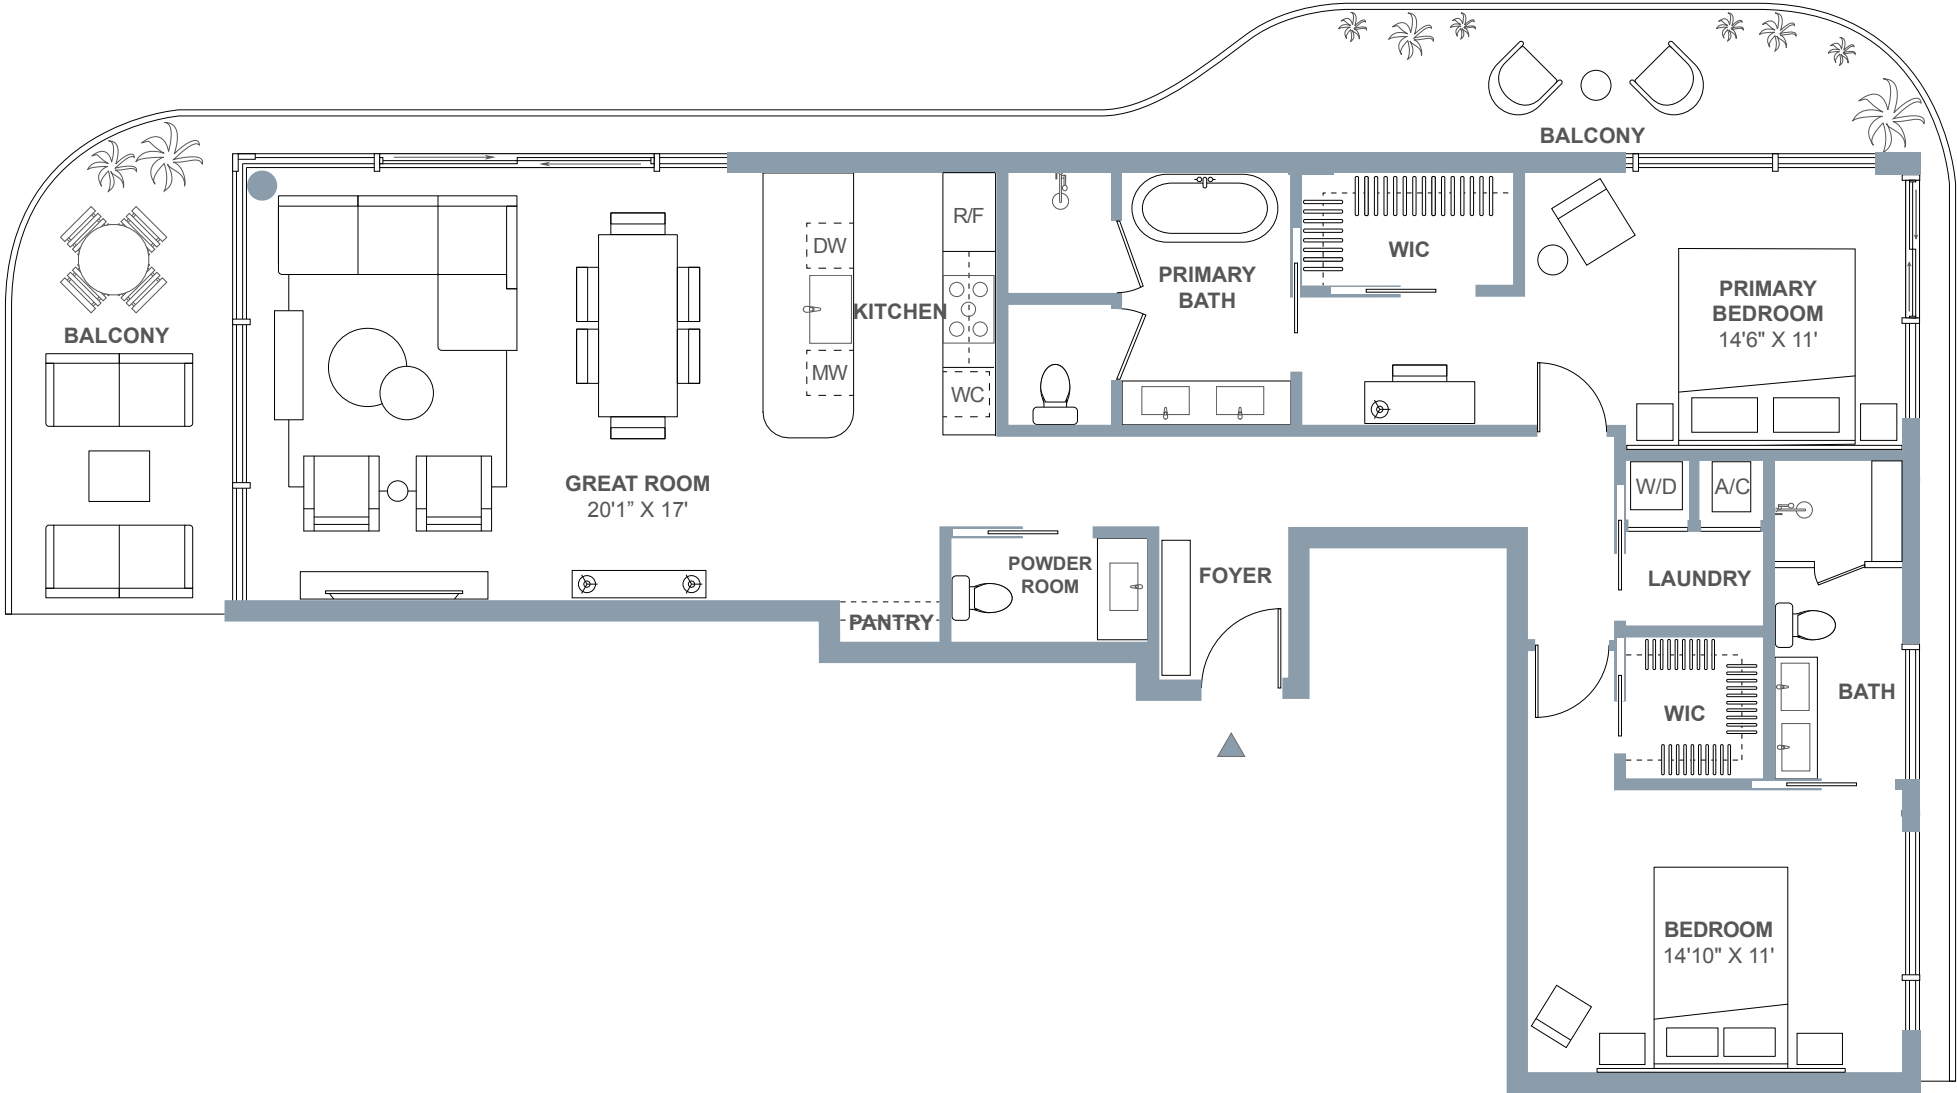 BALCONY
R/F
DW
WIC
PRIMARY
BATH
PRIMARY
BEDROOM
14'6" X 11'
KITCHEN
BALCONY
MW
WC
GREAT ROOM
20'1” X 17'
W/D
A/C
POWDER
ROOM
FOYER
LAUNDRY
PANTRY
WIC
BATH
BEDROOM
14'10" X 11'